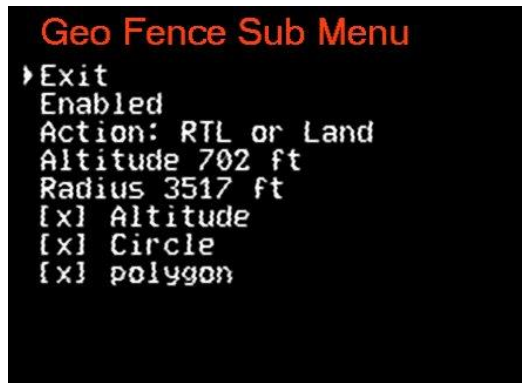 Geo Fence Sub Menu
Exit
Enabled
Action: RTL or Land
Altitude 702 ft
Radius 3517 ft
[x] Altitude
[x] Circle
[x] polygon